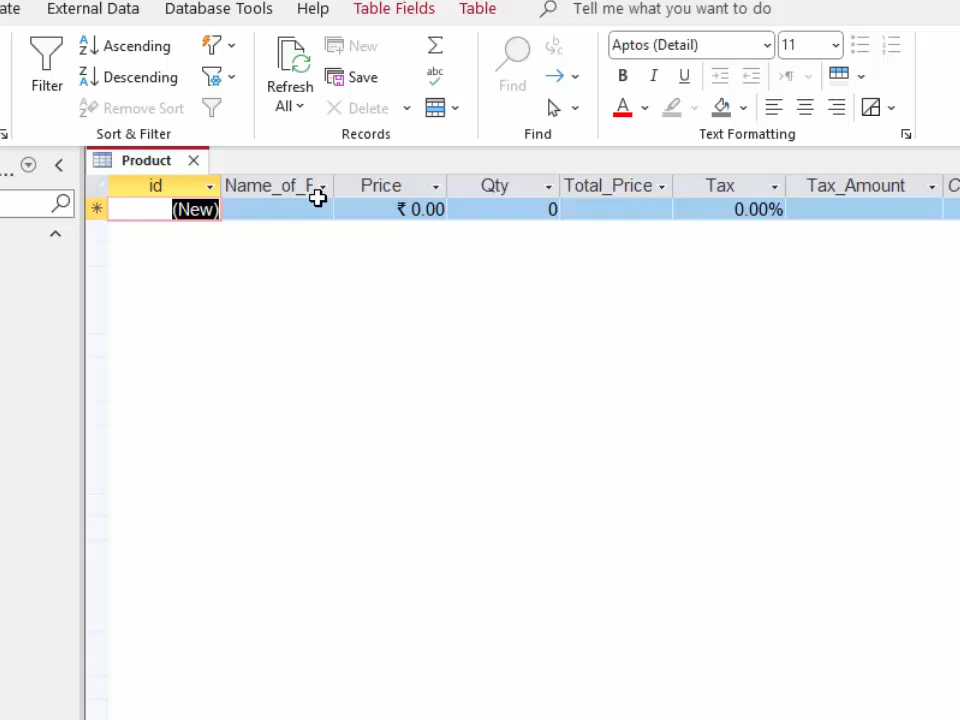 ate External Data Database Tools Help Table Fields Table Tell me what you want to do
Filter
Ascending
Descending
Remove Sort
Sort & Filter
Refresh
All
New
Save
Delete
Records
Find
Find
Aptos (Detail) 11
B I U
A
Text Formatting
... Product
id Name_of_P Price Qty Total_Price Tax Tax_Amount C
(New) ₹ 0.00 0 0.00%